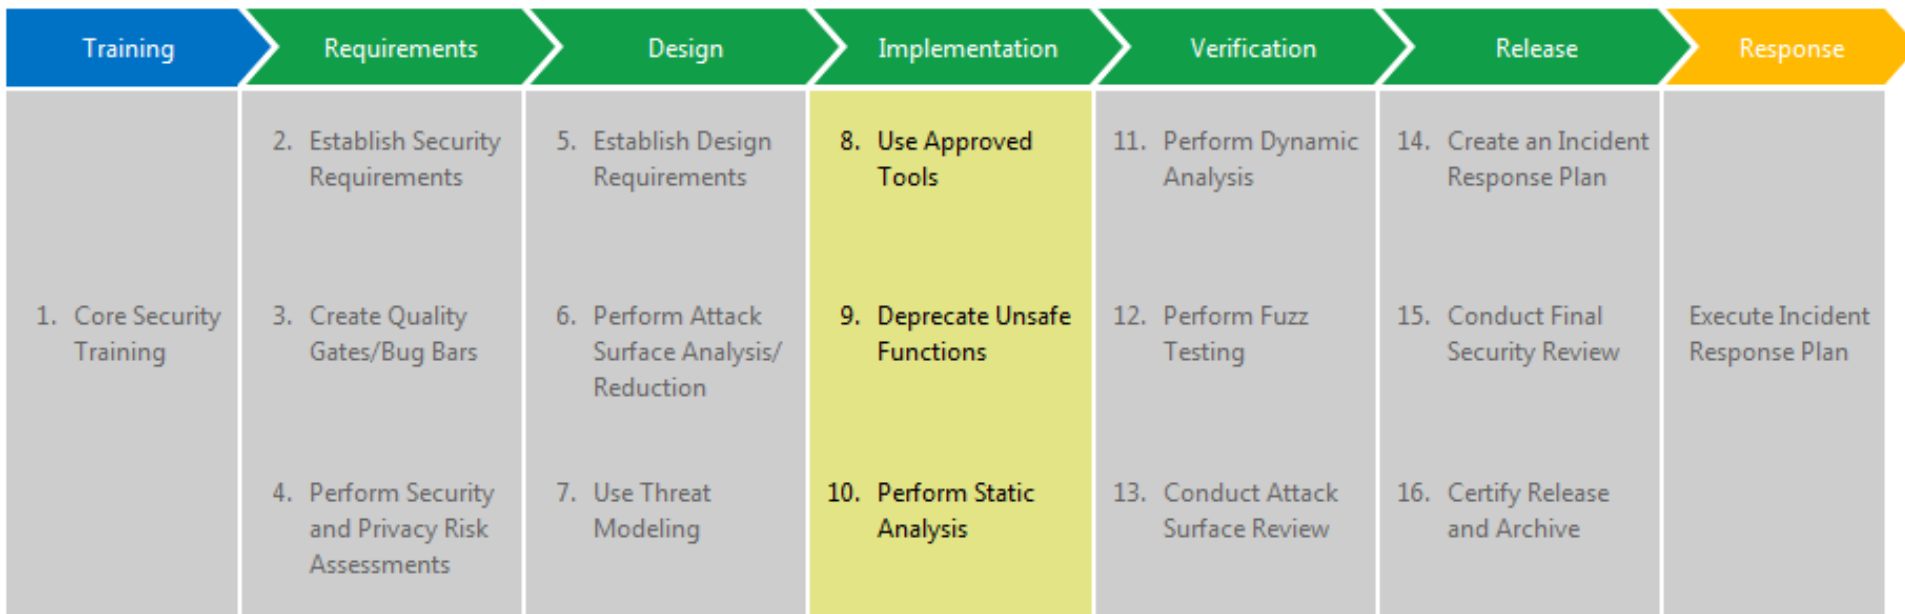 Training
Requirements
Design
Implementation
Verification
Release
Response
1. Core Security
Training
2. Establish Security
Requirements
3. Create Quality
Gates/Bug Bars
4. Perform Security
and Privacy Risk
Assessments
5. Establish Design
Requirements
6. Perform Attack
Surface Analysis/
Reduction
7. Use Threat
Modeling
8. Use Approved
Tools
9. Deprecate Unsafe
Functions
10. Perform Static
Analysis
11. Perform Dynamic
Analysis
12. Perform Fuzz
Testing
13. Conduct Attack
Surface Review
14. Create an Incident
Response Plan
15. Conduct Final
Security Review
16. Certify Release
and Archive
Execute Incident
Response Plan